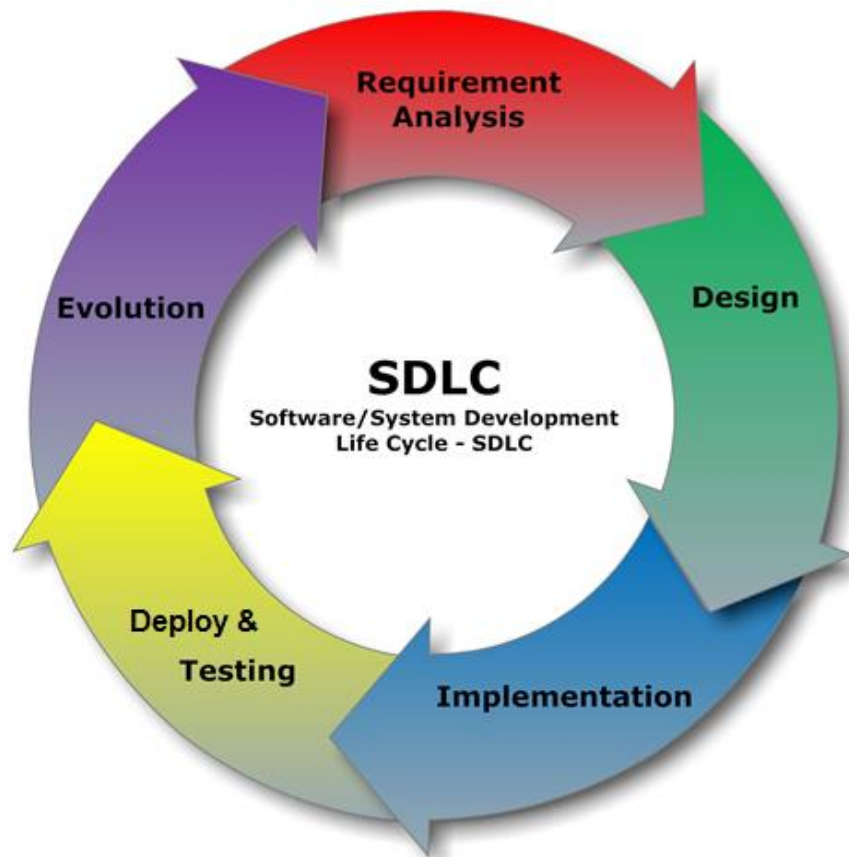 Requirement
Analysis
Design
Evolution
SDLC
Software/System Development
Life Cycle - SDLC
Deploy &
Testing
Implementation